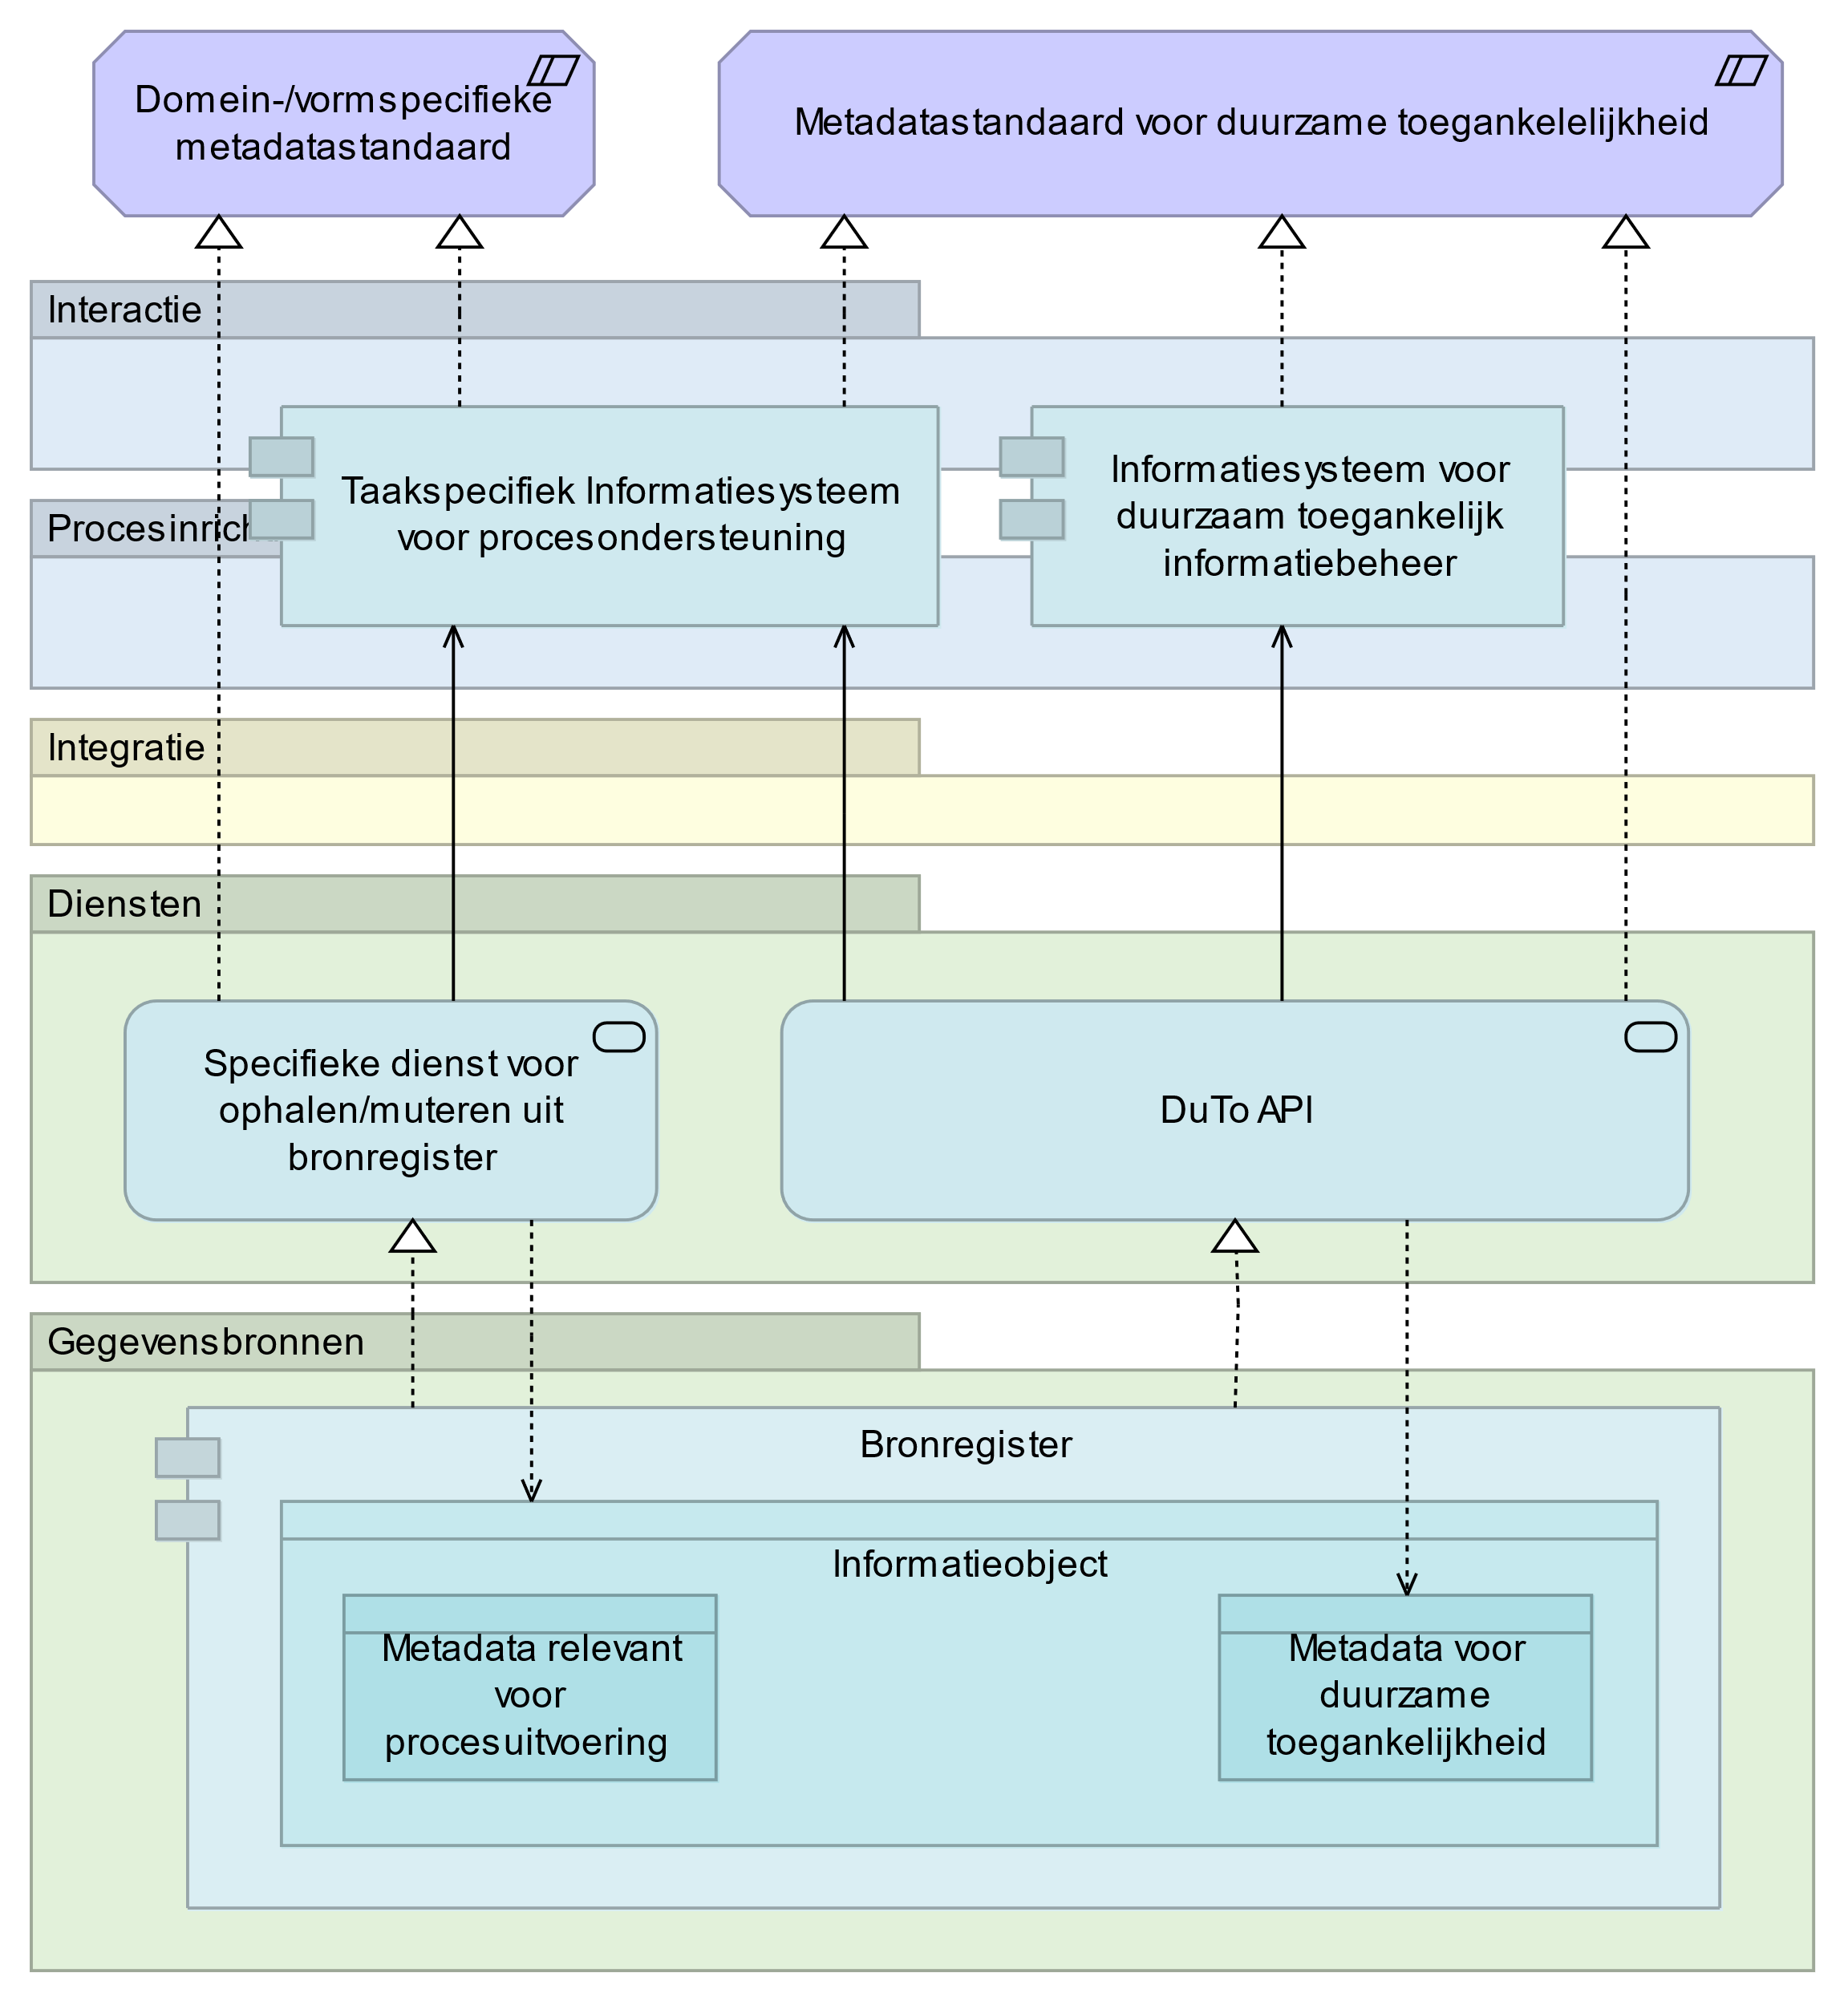 Domein-/vormspecifieke
metadatastandaard
Metadatastandaard voor duurzame toegankelelijkheid
Interactie
Taakspecifiek Informatiesysteem
voor procesondersteuning
Informatiesysteem voor
duurzaam toegankelijk
informatiebeheer
Integratie
Diensten
Specifieke dienst voor
ophalen/muteren uit
bronregister
DuTo API
Gegevensbronnen
Bronregister
Informatieobject
Metadata relevant
voor
procesuitvoering
Metadata voor
duurzame
toegankelijkheid